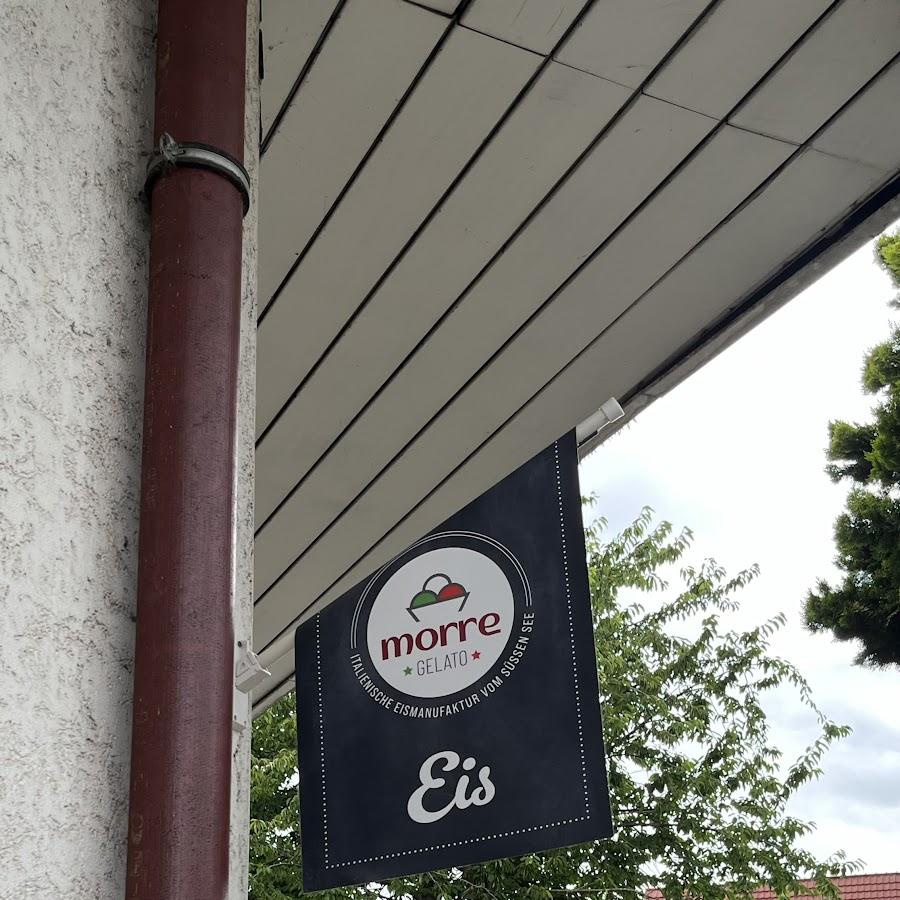 morre
GELATO
ITALIENISCHE EISMANUFAKTUR VOM SÜSSEN SEE
Eis